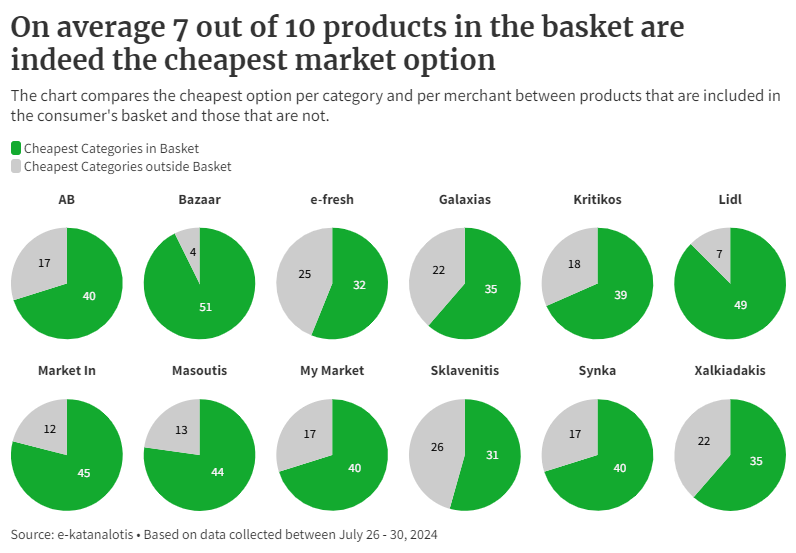 On average 7 out of 10 products in the basket are
indeed the cheapest market option
The chart compares the cheapest option per category and per merchant between products that are included in
the consumer's basket and those that are not.
Cheapest Categories in Basket
Cheapest Categories outside Basket
AB
Bazaar
e-fresh
Galaxias
Kritikos
Lidl
17
40
4
51
25
32
22
35
18
39
7
49
Market In
Masoutis
My Market
Sklavenitis
Synka
Xalkiadakis
12
45
13
44
17
40
26
31
17
40
22
35
Source: e-katanalotis • Based on data collected between July 26 - 30, 2024